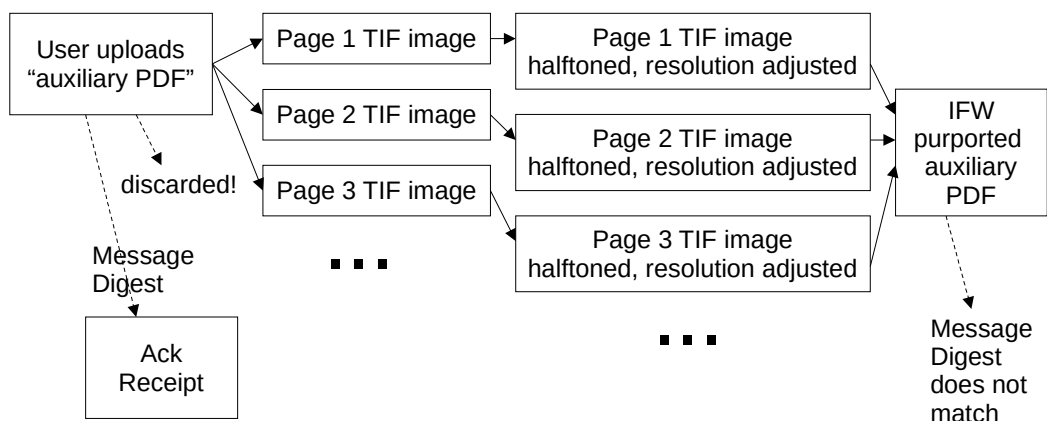 User uploads
“auxiliary PDF”
Page 1 TIF image
Page 1 TIF image
halftoned, resolution adjusted
Page 2 TIF image
Page 2 TIF image
halftoned, resolution adjusted
IFW
purported
auxiliary
PDF
discarded!
Page 3 TIF image
Page 3 TIF image
halftoned, resolution adjusted
Message
Digest
...
Ack
Receipt
...
Message
Digest
does not
match